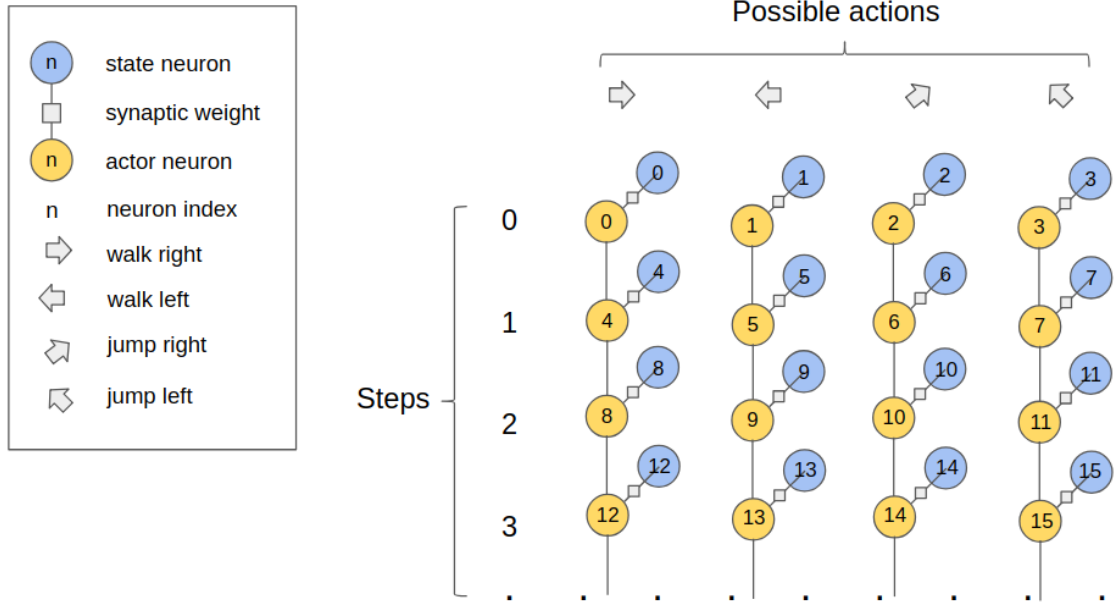 Possible actions
n state neuron
synaptic weight
n actor neuron
n neuron index
walk right
walk left
jump right
jump left
Steps
0 1 2 3
0 0 1 2 3
4 5 6 7
1 4 5 6 7
8 9 10 11
2 8 9 10 11
12 13 14 15
3 12 13 14 15
. . . . . . . . .